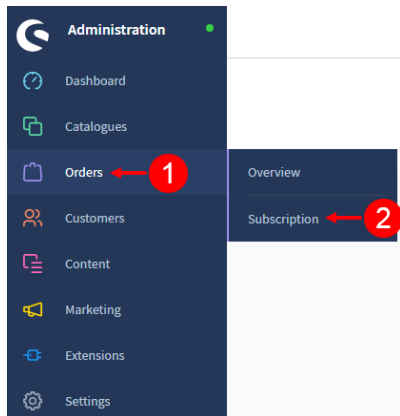 Administration
Dashboard
Catalogues
Orders 1
Overview
Customers
Subscription 2
Content
Marketing
Extensions
Settings